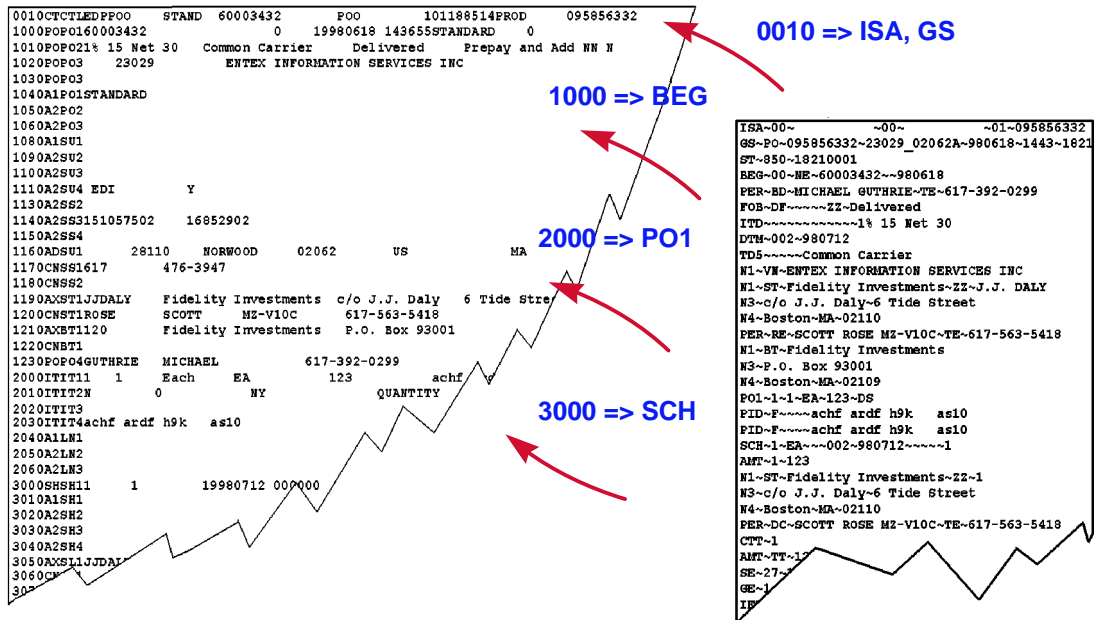 0010CTCTLEDPPOO STAND 60003432 POO 101188514PROD 095856332
1000POPO160003432 0 19980618 143655STANDARD 0
1010POPO21% 15 Net 30 Common Carrier Delivered Prepay and Add NN N
1020POPO3 23029 ENTEX INFORMATION SERVICES INC
1030POPO3
1040A1PO1STANDARD
1050A2PO2
1060A2PO3
1080A1SU1
1090A2SU2
1100A2SU3
1110A2SU4 EDI Y
1130A2SS2
1140A2SS3151057502 16852902
1150A2SS4
1160ADSU1 28110 NORWOOD 02062 US MA
1170CNSS1617 476-3947
1180CNSS2
1190AXST1JJDALY Fidelity Investments c/o J.J. Daly 6 Tide Stree
1200CNST1ROSE SCOTT MZ-V10C 617-563-5418
1210AXBT1120 Fidelity Investments P.O. Box 93001
1220CNBT1
1230POPO4GUTHRIE MICHAEL 617-392-0299
2000ITIT11 1 Each EA 123 achf
2010ITIT2N 0 NY QUANTITY
2020ITIT3
2030ITIT4achf ardf h9k as10
2040A1LN1
2050A2LN2
2060A2LN3
3000SHSH11 1 19980712 000000
3010A1SH1
3020A2SH2
3030A2SH3
3040A2SH4
3050AXSL1JJDAL
3060CN
307
0010 => ISA, GS
1000 => BEG
2000 => PO1
3000 => SCH
ISA~00~ ~00~ ~01~095856332
GS~PO~095856332~23029_02062A~980618~1443~1821
ST~850~18210001
BEG~00~NE~60003432~~980618
PER~BD~MICHAEL GUTHRIE~TE~617-392-0299
FOB~DF~~~~~ZZ~Delivered
ITD~~~~~~~~~~~~1% 15 Net 30
DTM~002~980712
TD5~~~~~Common Carrier
N1~VN~ENTEX INFORMATION SERVICES INC
N1~ST~Fidelity Investments~ZZ~J.J. DALY
N3~c/o J.J. Daly~6 Tide Street
N4~Boston~MA~02110
PER~RE~SCOTT ROSE MZ-V10C~TE~617-563-5418
N1~BT~Fidelity Investments
N3~P.O. Box 93001
N4~Boston~MA~02109
PO1~1~1~EA~123~DS
PID~F~~~~achf ardf h9k as10
PID~F~~~~achf ardf h9k as10
SCH~1~EA~~~002~980712~~~~~1
AMT~1~123
N1~ST~Fidelity Investments~ZZ~1
N3~c/o J.J. Daly~6 Tide Street
N4~Boston~MA~02110
PER~DC~SCOTT ROSE MZ-V10C~TE~617-563-5418
CTT~1
AMT~TT~12
SE~27~
GE~1